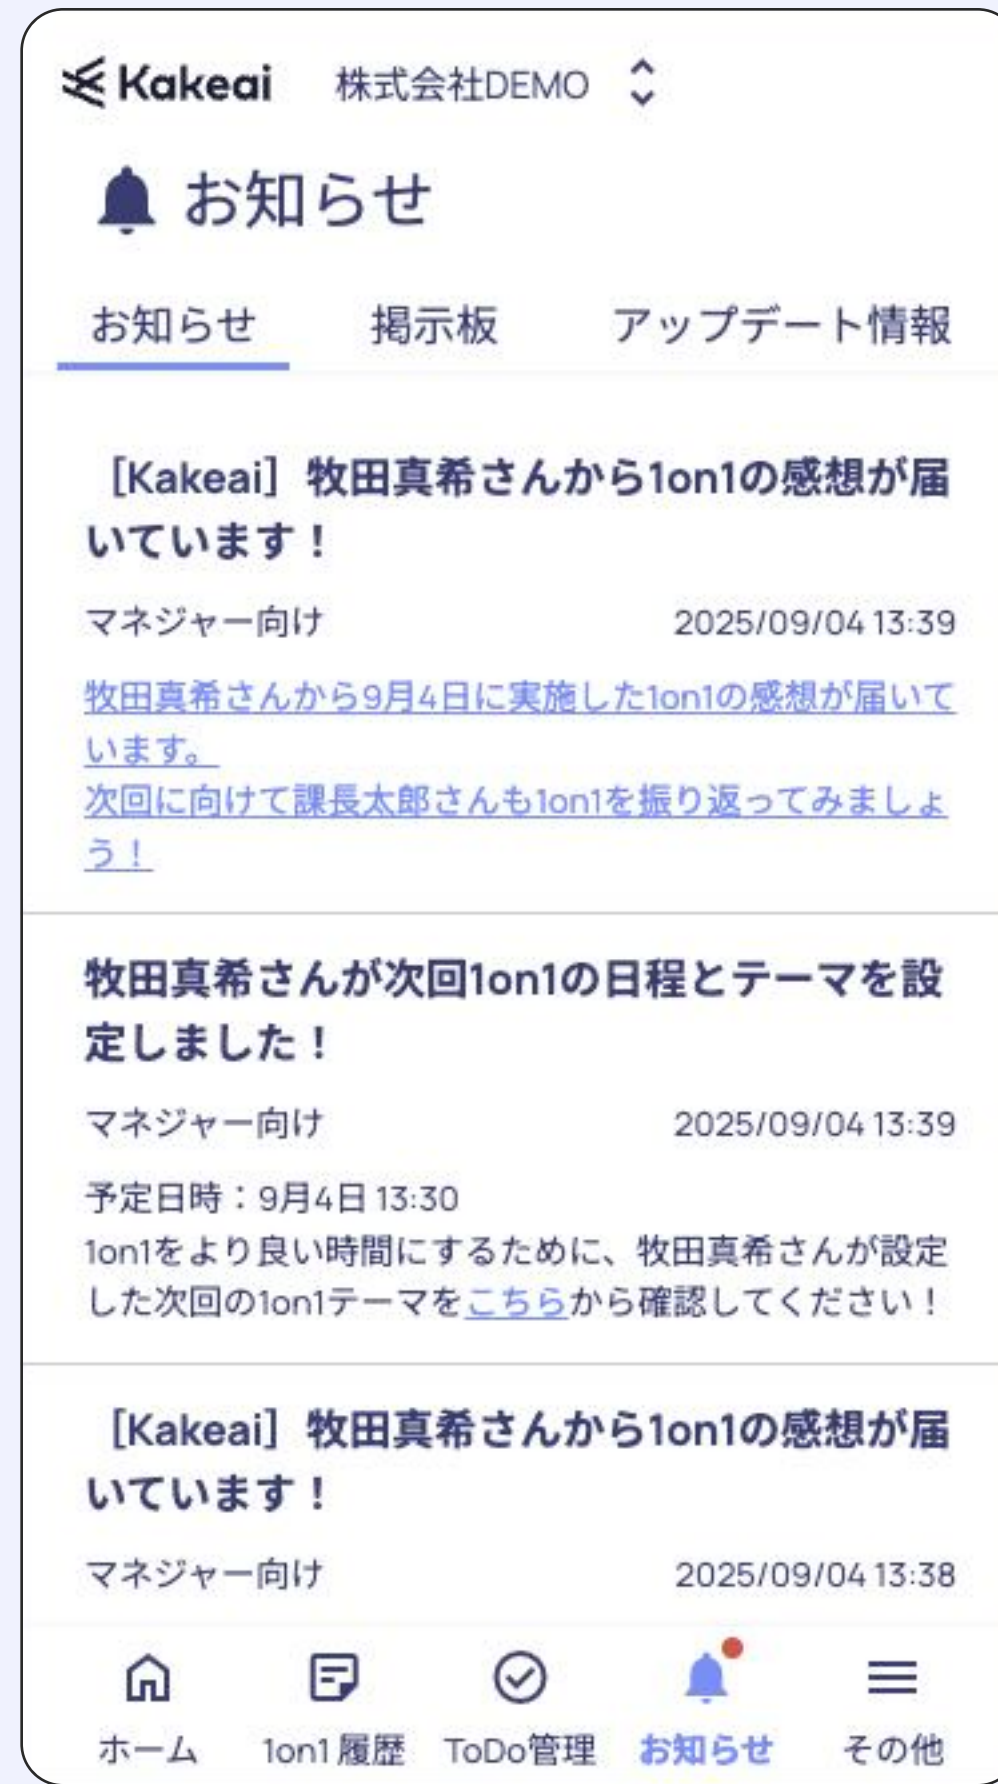 Kakeai 株式会社DEMO
お知らせ
お知らせ 掲示板 アップデート情報
［Kakeai］牧田真希さんから1on1の感想が届
いています！
マネジャー向け 2025/09/04 13:39
牧田真希さんから9月4日に実施した1on1の感想が届いて
います。
次回に向けて課長太郎さんも1on1を振り返ってみましょ
う！
牧田真希さんが次回1on1の日程とテーマを設
定しました！
マネジャー向け 2025/09/04 13:39
予定日時：9月4日 13:30
1on1をより良い時間にするために、牧田真希さんが設定
した次回の1on1テーマをこちらから確認してください！
［Kakeai］牧田真希さんから1on1の感想が届
いています！
マネジャー向け 2025/09/04 13:38
ホーム 1on1 履歴 ToDo管理 お知らせ その他